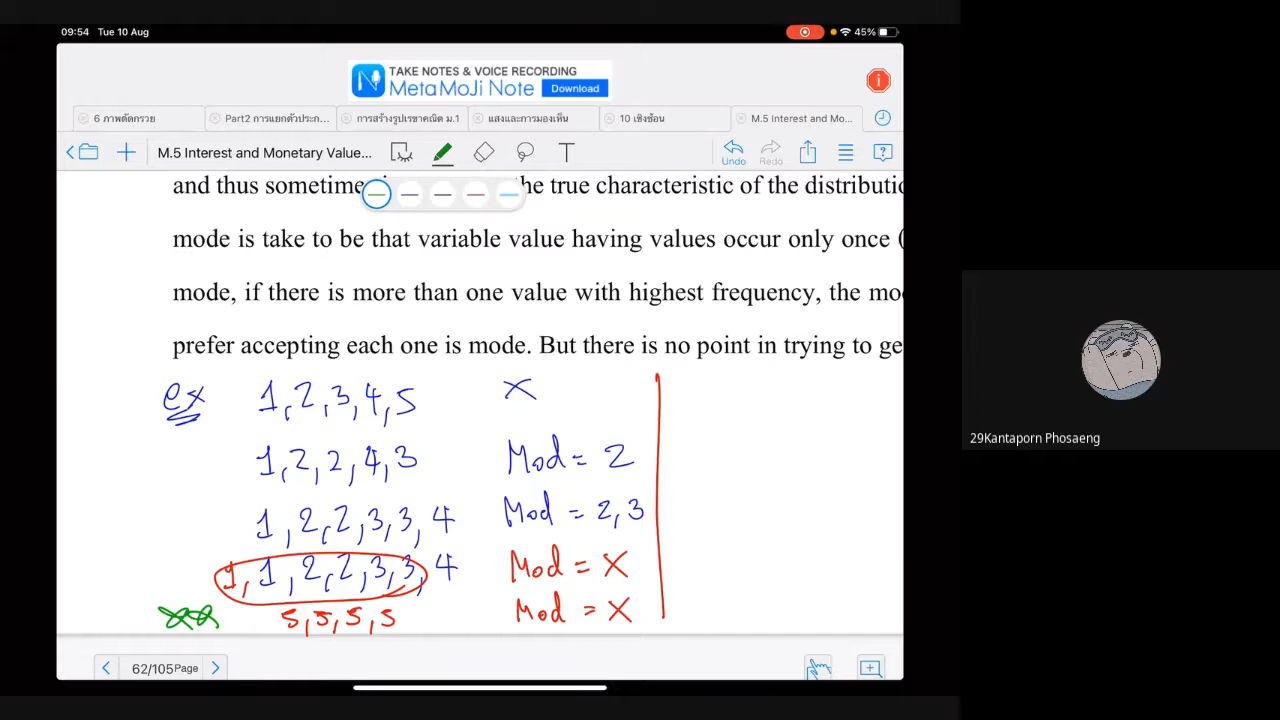 09:54 Tue 10 Aug
45%
TAKE NOTES & VOICE RECORDING
MetaMoJi Note Download
6 ภาพตัดกรวย
Part2 การแยกตัวประก...
การสร้างรูปเรขาคณิต ม.1
แสงและการมองเห็น
10 เชิงซ้อน
M.5 Interest and Mo...
M.5 Interest and Monetary Value...
T
Undo
Redo
and thus sometime he true characteristic of the distributio
mode is take to be that variable value having values occur only once (
mode, if there is more than one value with highest frequency, the mo
prefer accepting each one is mode. But there is no point in trying to ge
ex 1,2,3,4,5 X
1,2,2,4,3 Mod = 2
1,2,2,3,3,4 Mod = 2,3
1,1,2,2,3,3,4 Mod = X
5,5,5,5 Mod = X
29Kantaporn Phosaeng
62/105Page